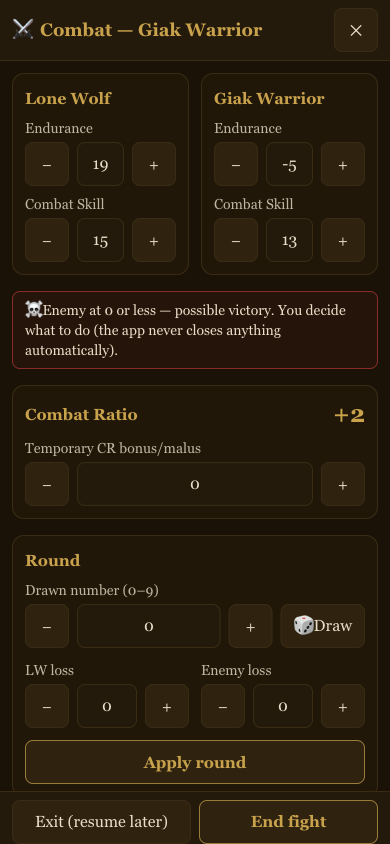 Combat — Giak Warrior
×
Lone Wolf
Endurance
− 19 +
Combat Skill
− 15 +
Giak Warrior
Endurance
− -5 +
Combat Skill
− 13 +
Enemy at 0 or less — possible victory. You decide
what to do (the app never closes anything
automatically).
Combat Ratio +2
Temporary CR bonus/malus
− 0 +
Round
Drawn number (0–9)
− 0 + Draw
LW loss
− 0 +
Enemy loss
− 0 +
Apply round
Exit (resume later)
End fight